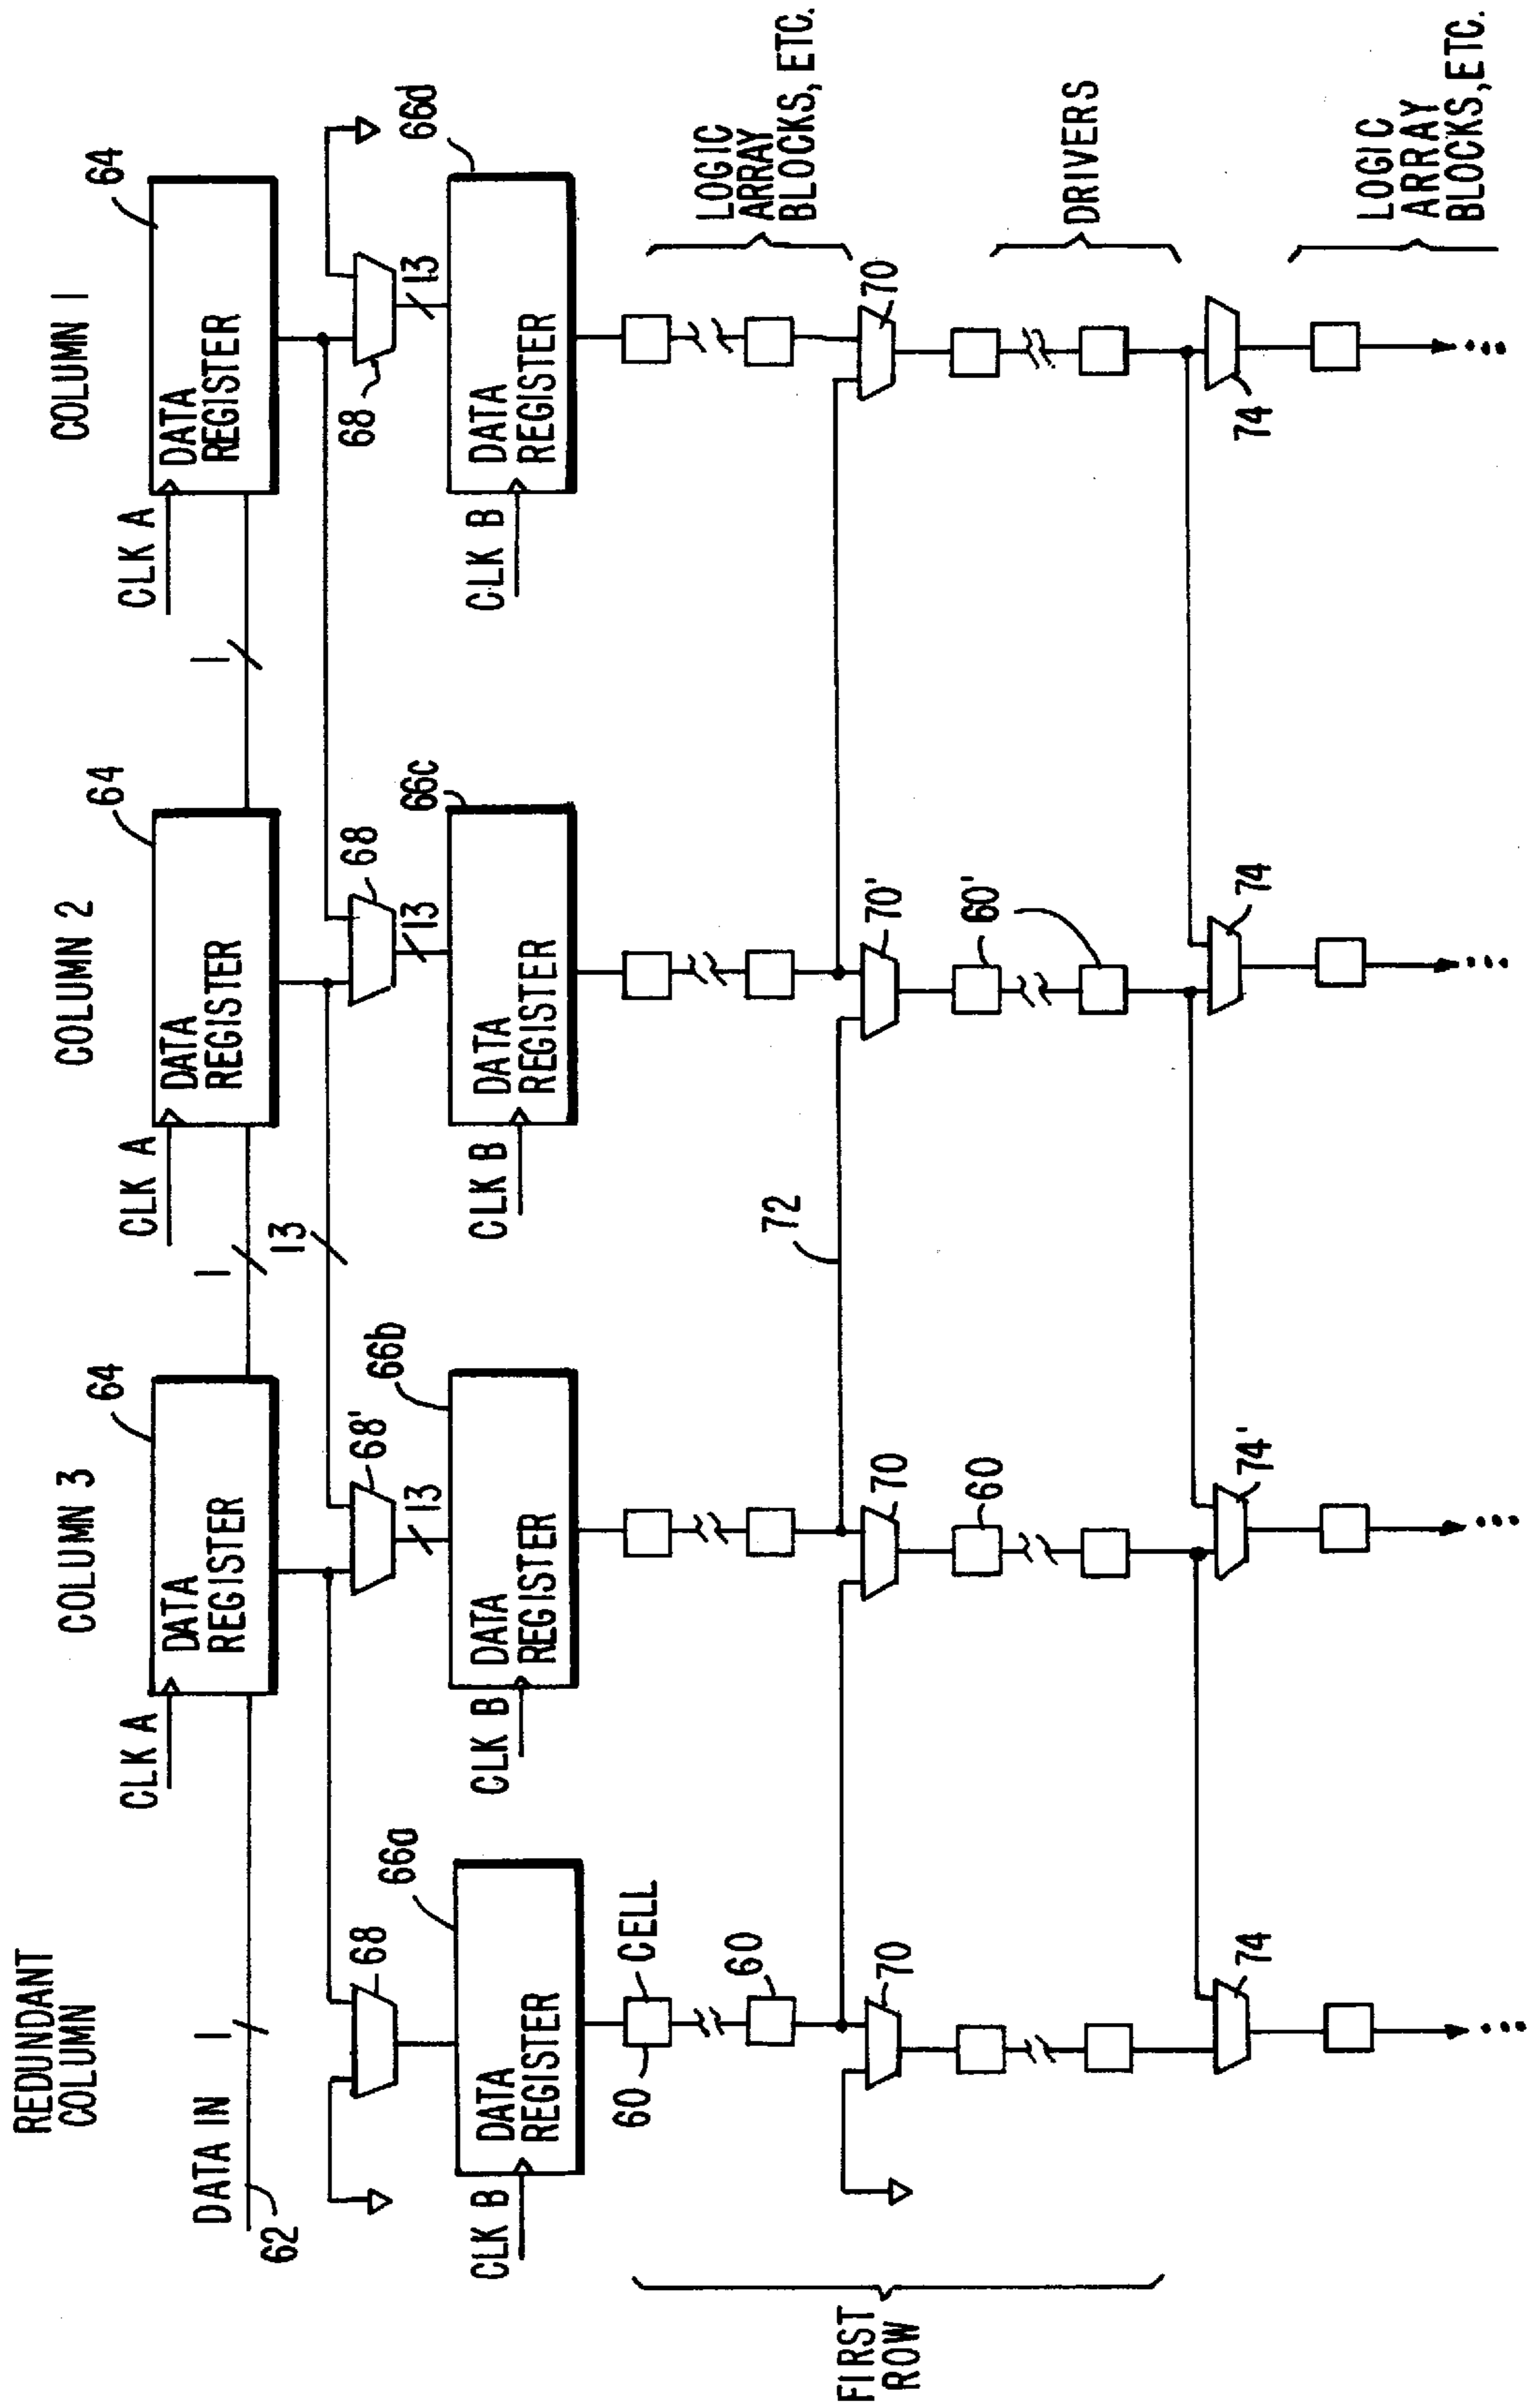 REDUNDANT
COLUMN
COLUMN 3
COLUMN 2
COLUMN 1
DATA IN
62
1
CLK A
DATA
REGISTER
64
1
CLK A
DATA
REGISTER
64
1
CLK A
DATA
REGISTER
64
13
68
68'
13
68
13
68
13
CLK B
DATA
REGISTER
66a
CLK B
DATA
REGISTER
66b
CLK B
DATA
REGISTER
66c
CLK B
DATA
REGISTER
66d
60
CELL
60
LOGIC
ARRAY
BLOCKS, ETC.
72
70
70
70'
70
FIRST
ROW
60
60'
DRIVERS
74
74'
74
74
LOGIC
ARRAY
BLOCKS, ETC.